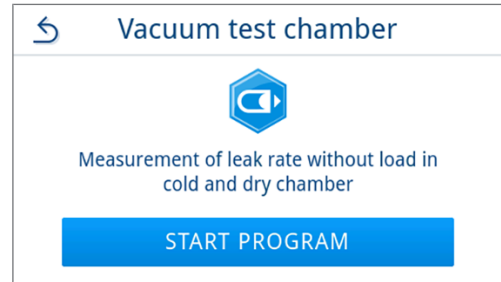 Vacuum test chamber
Measurement of leak rate without load in
cold and dry chamber
START PROGRAM